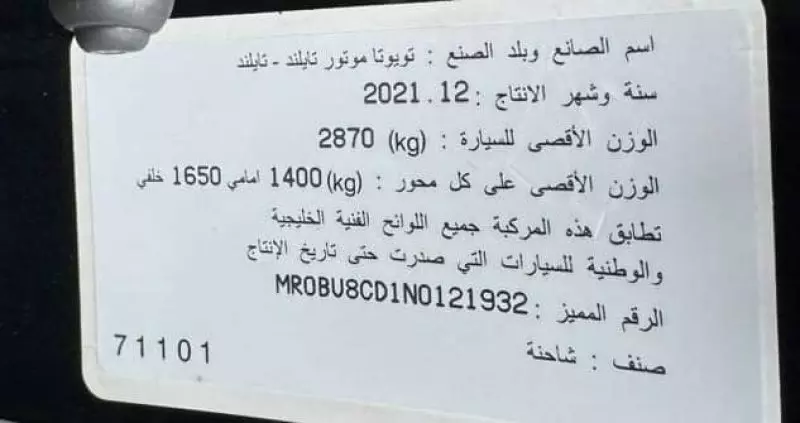 اسم الصانع وبلد الصنع : تويوتا موتور تايلند - تايلند
سنة وشهر الانتاج : 2021.12
الوزن الأقصى للسيارة : 2870 (kg)
الوزن الأقصى على كل محور : (kg) 1400 امامي 1650 خلفي
تطابق هذه المركبة جميع اللوائح الفنية الخليجية
والوطنية للسيارات التي صدرت حتى تاريخ الإنتاج
الرقم المميز : MR0BU8CD1N0121932
صنف : شاحنة
71101